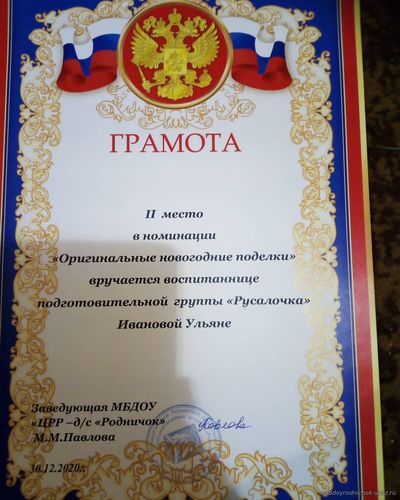 ГРАМОТА
II место
в номинации
«Оригинальные новогодние поделки»
вручается воспитаннице
подготовительной группы «Русалочка»
Ивановой Ульяне
Заведующая МБДОУ
«ЦРР –д/с «Родничок»
М.М.Павлова
Павлова
30.12.2020г.